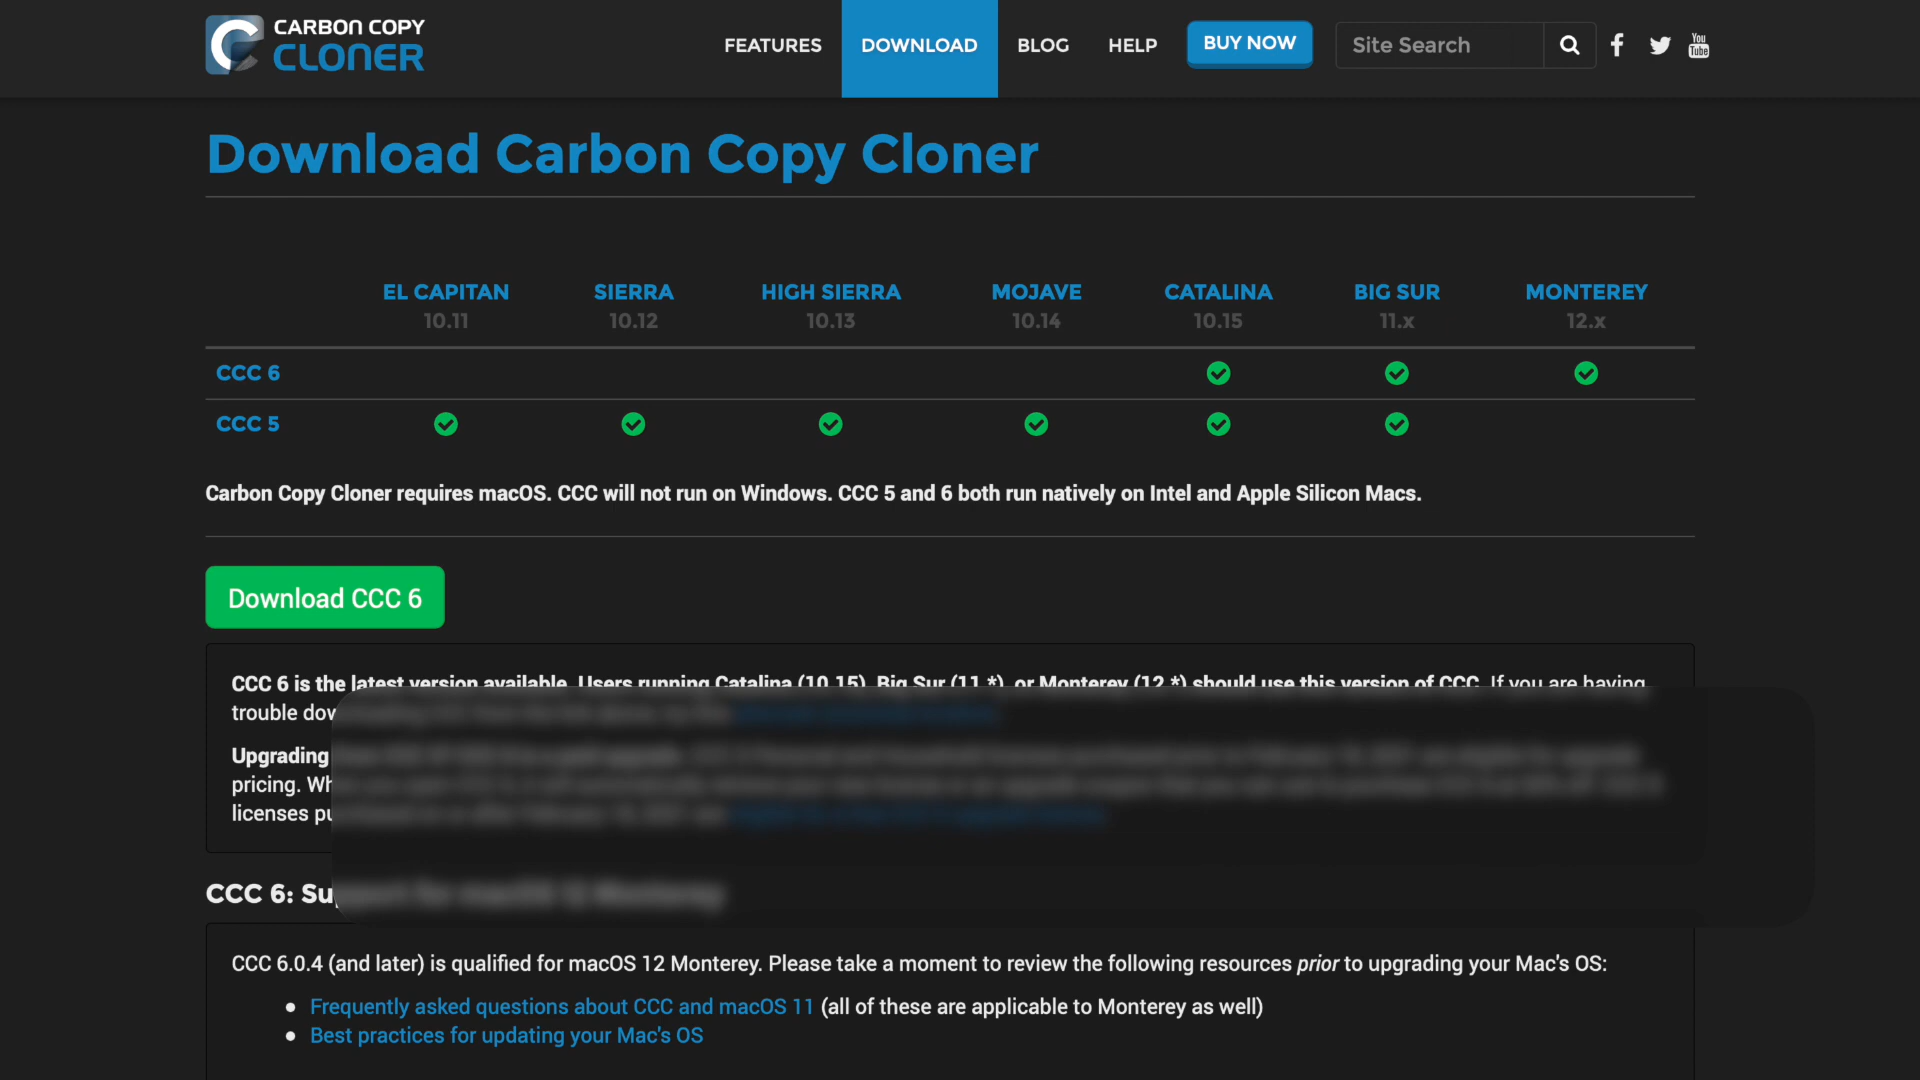 CARBON COPY
CLONER
FEATURES DOWNLOAD BLOG HELP BUY NOW Site Search You Tube
Download Carbon Copy Cloner
EL CAPITAN SIERRA HIGH SIERRA MOJAVE CATALINA BIG SUR MONTEREY
10.11 10.12 10.13 10.14 10.15 11.x 12.x
CCC 6
CCC 5
Carbon Copy Cloner requires macOS. CCC will not run on Windows. CCC 5 and 6 both run natively on Intel and Apple Silicon Macs.
Download CCC 6
CCC 6 is the latest version available. Users running Catalina (10.15), Big Sur (11.*), or Monterey (12.*) should use this version of CCC. If you are having
trouble
Upgrading
pricing.
licenses
CCC 6: Support for macOS 12 Monterey
CCC 6.0.4 (and later) is qualified for macOS 12 Monterey. Please take a moment to review the following resources prior to upgrading your Mac's OS:
Frequently asked questions about CCC and macOS 11 (all of these are applicable to Monterey as well)
Best practices for updating your Mac's OS